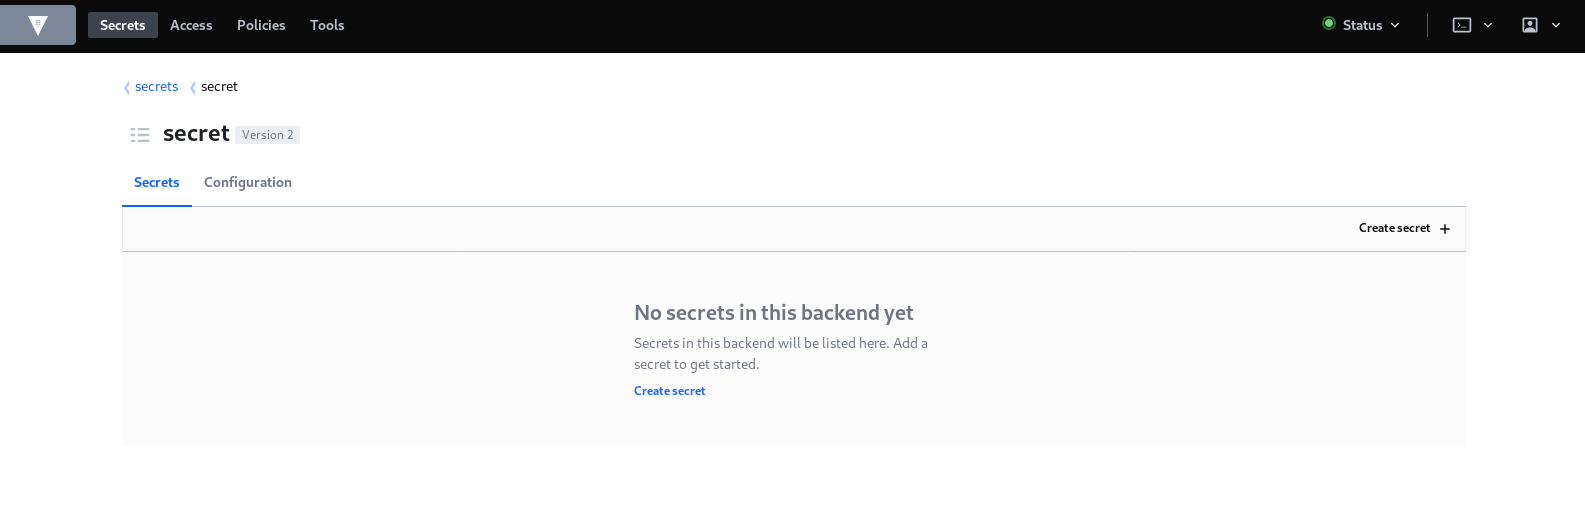 Secrets Access Policies Tools Status
secrets secret
secret Version 2
Secrets Configuration
Create secret
No secrets in this backend yet
Secrets in this backend will be listed here. Add a
secret to get started.
Create secret